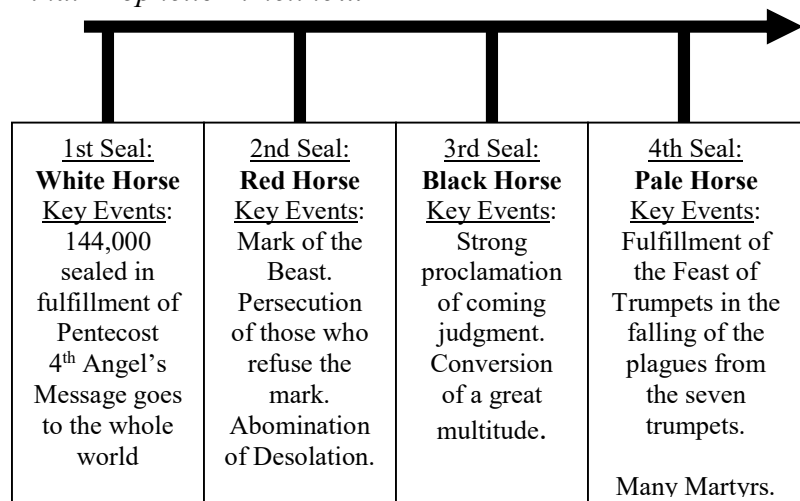 1st Seal:
White Horse
Key Events:
144,000
sealed in
fulfillment of
Pentecost
4th Angel's
Message goes
to the whole
world
2nd Seal:
Red Horse
Key Events:
Mark of the
Beast.
Persecution
of those who
refuse the
mark.
Abomination
of Desolation.
3rd Seal:
Black Horse
Key Events:
Strong
proclamation
of coming
judgment.
Conversion
of a great
multitude.
4th Seal:
Pale Horse
Key Events:
Fulfillment of
the Feast of
Trumpets in the
falling of the
plagues from
the seven
trumpets.
Many Martyrs.